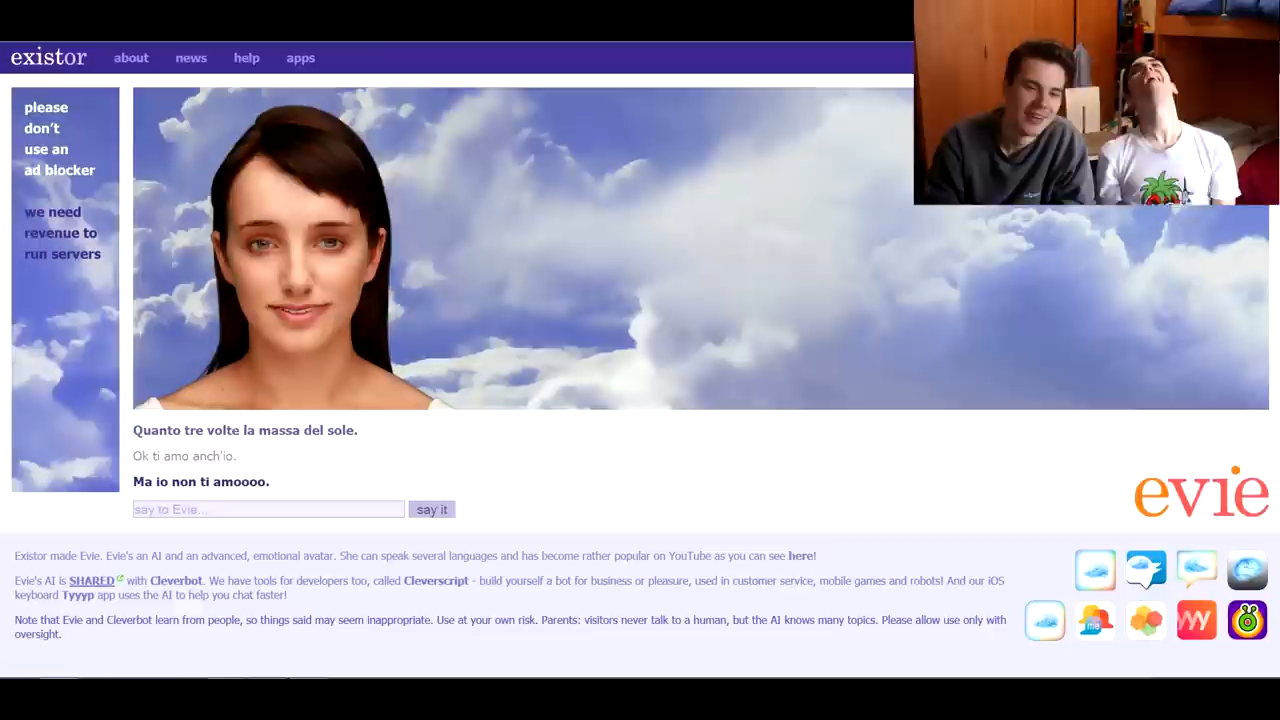 existor about news help apps
please
don't
use an
ad blocker
we need
revenue to
run servers
Quanto tre volte la massa del sole.
Ok ti amo anch'io.
Ma io non ti amoooo.
say to Evie... say it
evie
Existor made Evie. Evie's an AI and an advanced, emotional avatar. She can speak several languages and has become rather popular on YouTube as you can see here!
Evie's AI is SHARED with Cleverbot. We have tools for developers too, called Cleverscript - build yourself a bot for business or pleasure, used in customer service, mobile games and robots! And our iOS
keyboard Tyyyp app uses the AI to help you chat faster!
Note that Evie and Cleverbot learn from people, so things said may seem inappropriate. Use at your own risk. Parents: visitors never talk to a human, but the AI knows many topics. Please allow use only with
oversight.
me